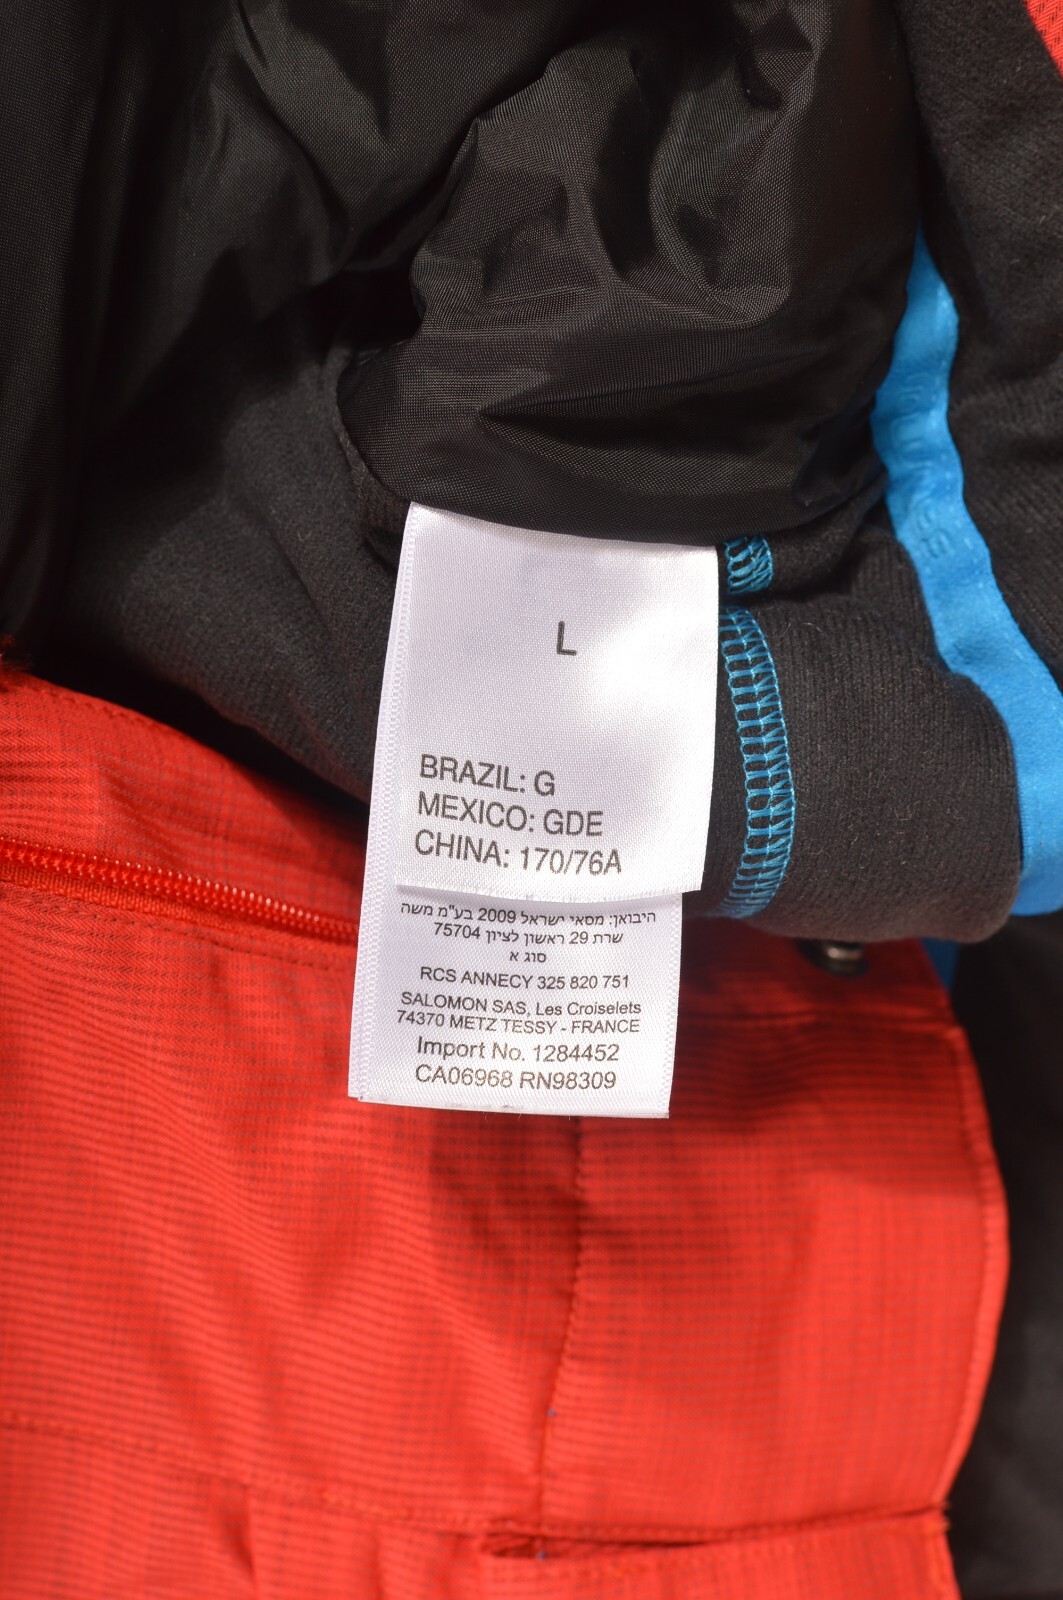 L
BRAZIL: G
MEXICO: GDE
CHINA: 170/76A
היבואן: מסאי ישראל 2009 בע"מ משה
שרת 29 ראשון לציון 75704
סוג א
RCS ANNECY 325 820 751
SALOMON SAS, Les Croiselets
74370 METZ TESSY - FRANCE
Import No. 1284452
CA06968 RN98309